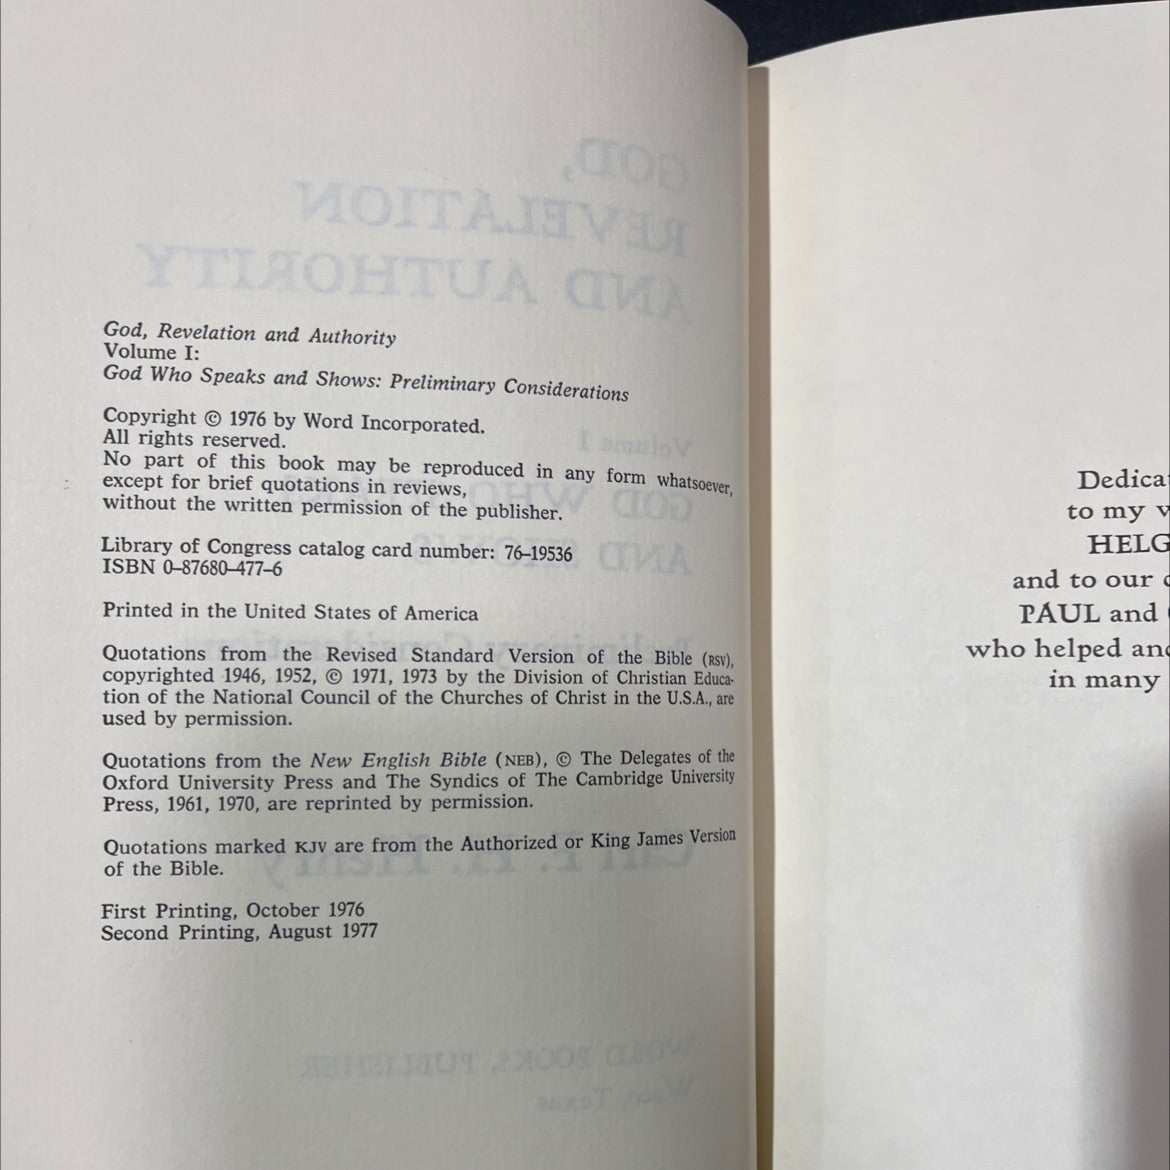 God, Revelation and Authority
Volume I:
God Who Speaks and Shows: Preliminary Considerations
Copyright © 1976 by Word Incorporated.
All rights reserved.
No part of this book may be reproduced in any form whatsoever,
except for brief quotations in reviews,
without the written permission of the publisher.
Library of Congress catalog card number: 76–19536
ISBN 0–87680–477–6
Printed in the United States of America
Quotations from the Revised Standard Version of the Bible (RSV),
copyrighted 1946, 1952, © 1971, 1973 by the Division of Christian Educa-
tion of the National Council of the Churches of Christ in the U.S.A., are
used by permission.
Quotations from the New English Bible (NEB), © The Delegates of the
Oxford University Press and The Syndics of The Cambridge University
Press, 1961, 1970, are reprinted by permission.
Quotations marked KJV are from the Authorized or King James Version
of the Bible.
First Printing, October 1976
Second Printing, August 1977
to my
and to our
PAUL and
who helped
in many